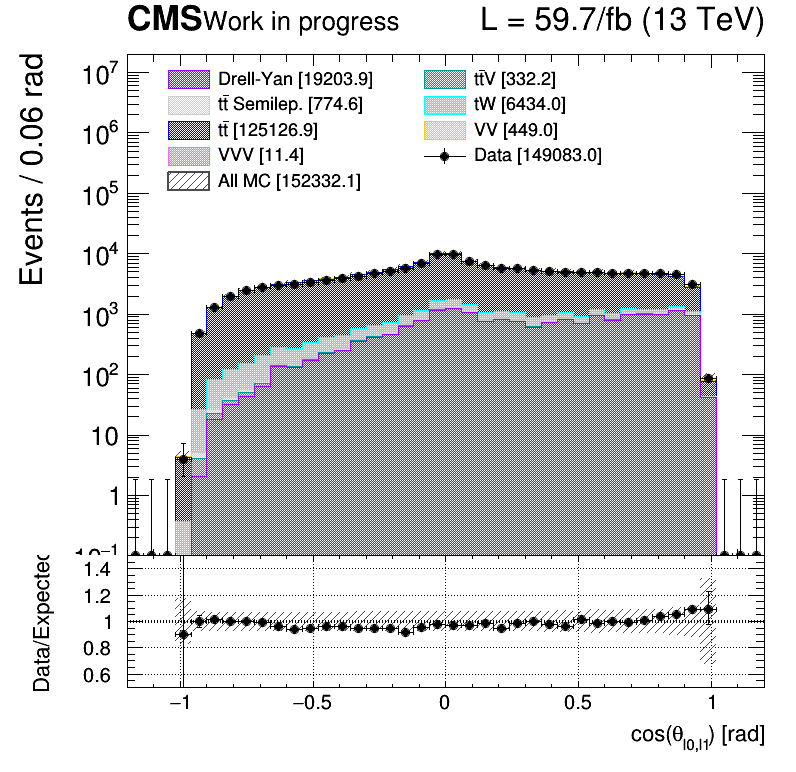 CMS Work in progress L = 59.7/fb (13 TeV)
Events / 0.06 rad
10⁷
10⁶
10⁵
10⁴
10³
10²
10
1
Drell-Yan [19203.9]
tt̄ Semilep. [774.6]
tt̄ [125126.9]
VVV [11.4]
All MC [152332.1]
tt̄V [332.2]
tW [6434.0]
VV [449.0]
Data [149083.0]
Data/Expected
1.4
1.2
1
0.8
0.6
−1 −0.5 0 0.5 1
cos(θ_l0,l1) [rad]